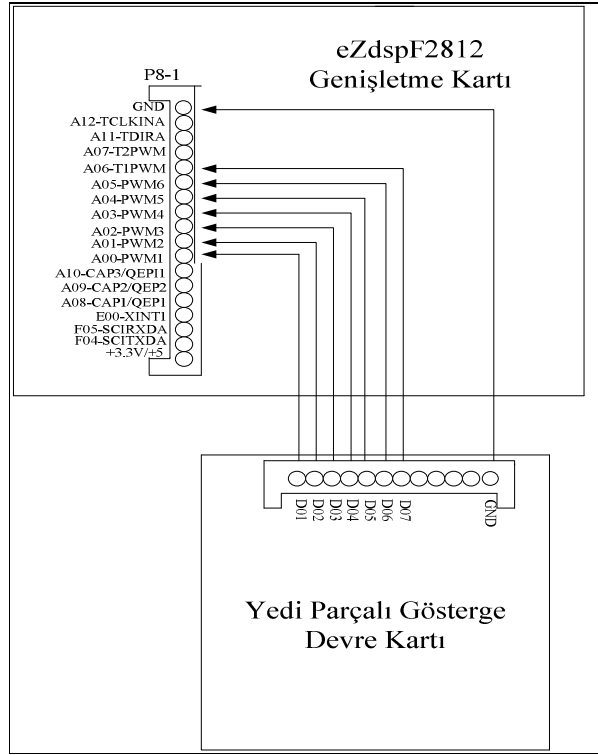 eZdspF2812
Genişletme Kartı
P8-1
GND
A12-TCLKINA
A11-TDIRA
A07-T2PWM
A06-T1PWM
A05-PWM6
A04-PWM5
A03-PWM4
A02-PWM3
A01-PWM2
A00-PWM1
A10-CAP3/QEPI1
A09-CAP2/QEP2
A08-CAP1/QEP1
E00-XINT1
F05-SCIRXDA
F04-SCITXDA
+3.3V/+5
D01
D02
D03
D04
D05
D06
D07
GND
Yedi Parçalı Gösterge
Devre Kartı